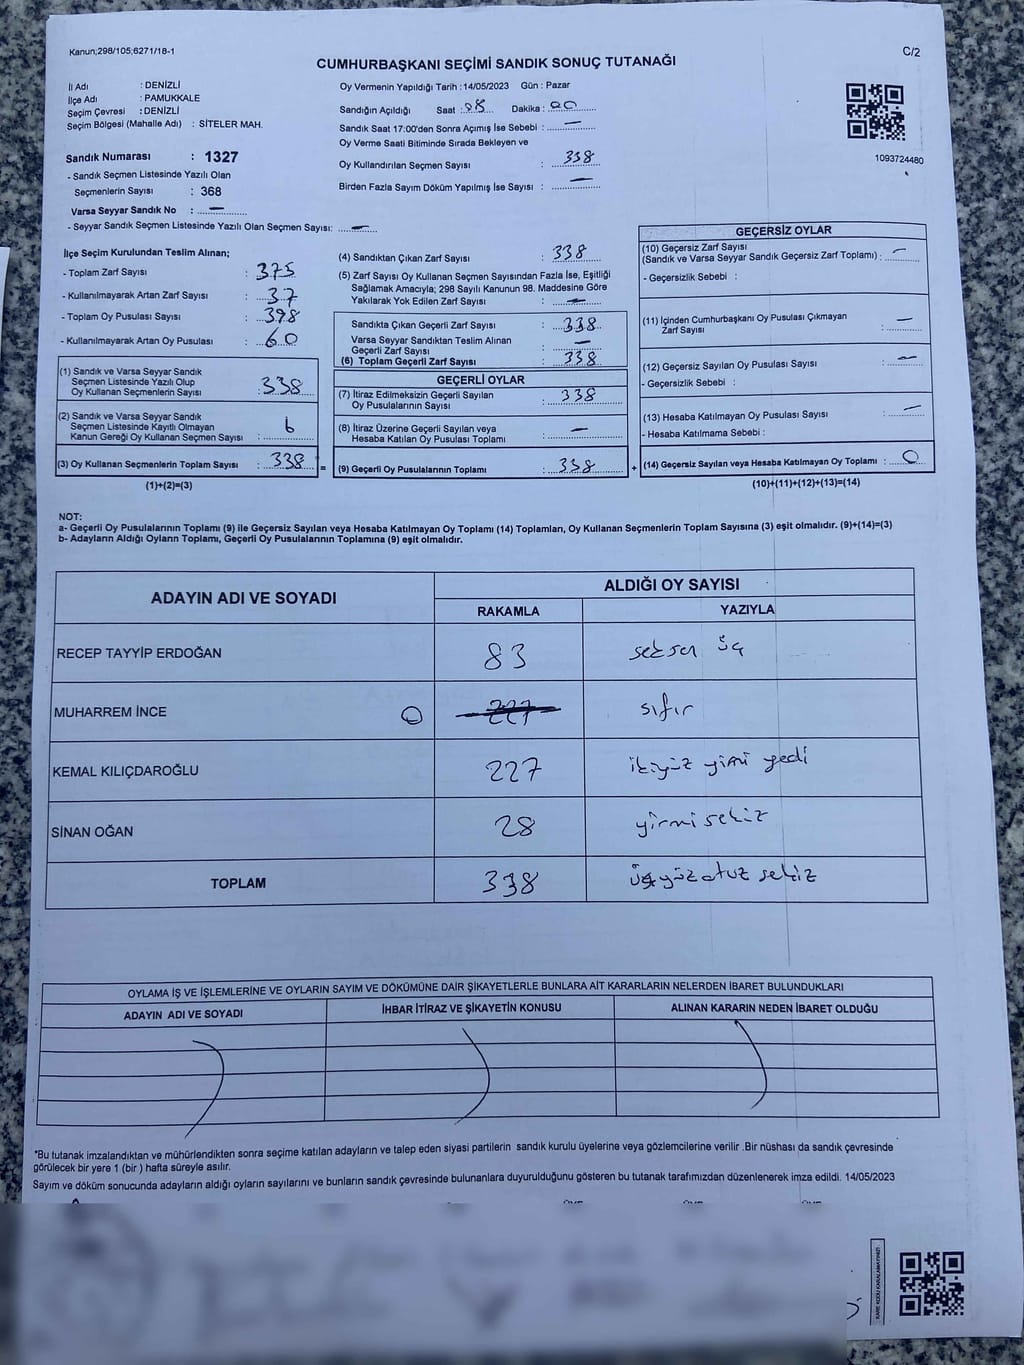 Kanun;298/105;6271/18-1
C/2
CUMHURBAŞKANI SEÇİMİ SANDIK SONUÇ TUTANAĞI
İl Adı : DENİZLİ
İlçe Adı : PAMUKKALE
Seçim Çevresi : DENİZLİ
Seçim Bölgesi (Mahalle Adı) : SİTELER MAH.
Sandık Numarası : 1327
- Sandık Seçmen Listesinde Yazılı Olan
Seçmenlerin Sayısı : 368
Varsa Seyyar Sandık No : —
- Seyyar Sandık Seçmen Listesinde Yazılı Olan Seçmen Sayısı: —
Oy Vermenin Yapıldığı Tarih : 14/05/2023 Gün : Pazar
Sandığın Açıldığı Saat : 08 Dakika : 00
Sandık Saat 17:00'den Sonra Açımış İse Sebebi : —
Oy Verme Saati Bitiminde Sırada Bekleyen ve
Oy Kullandırılan Seçmen Sayısı : 338
Birden Fazla Sayım Döküm Yapılmış İse Sayısı : —
1093724480
İlçe Seçim Kurulundan Teslim Alınan;
- Toplam Zarf Sayısı : 375
- Kullanılmayarak Artan Zarf Sayısı : 37
- Toplam Oy Pusulası Sayısı : 398
- Kullanılmayarak Artan Oy Pusulası : 60
(1) Sandık ve Varsa Seyyar Sandık
Seçmen Listesinde Yazılı Olup
Oy Kullanan Seçmenlerin Sayısı : 338
(2) Sandık ve Varsa Seyyar Sandık
Seçmen Listesinde Kayıtlı Olmayan
Kanun Gereği Oy Kullanan Seçmen Sayısı :
(3) Oy Kullanan Seçmenlerin Toplam Sayısı : 338 =
(1)+(2)=(3)
(4) Sandıktan Çıkan Zarf Sayısı : 338
(5) Zarf Sayısı Oy Kullanan Seçmen Sayısından Fazla İse, Eşitliği
Sağlamak Amacıyla; 298 Sayılı Kanunun 98. Maddesine Göre
Yakılarak Yok Edilen Zarf Sayısı : —
Sandıkta Çıkan Geçerli Zarf Sayısı : 338
Varsa Seyyar Sandıktan Teslim Alınan
Geçerli Zarf Sayısı : —
(6) Toplam Geçerli Zarf Sayısı : 338
GEÇERLİ OYLAR
(7) İtiraz Edilmeksizin Geçerli Sayılan
Oy Pusulalarının Sayısı : 338
(8) İtiraz Üzerine Geçerli Sayılan veya
Hesaba Katılan Oy Pusulası Toplamı : —
(9) Geçerli Oy Pusulalarının Toplamı : 338 +
GEÇERSİZ OYLAR
(10) Geçersiz Zarf Sayısı
(Sandık ve Varsa Seyyar Sandık Geçersiz Zarf Toplamı) : —
- Geçersizlik Sebebi :
(11) İçinden Cumhurbaşkanı Oy Pusulası Çıkmayan
Zarf Sayısı : —
(12) Geçersiz Sayılan Oy Pusulası Sayısı : —
- Geçersizlik Sebebi :
(13) Hesaba Katılmayan Oy Pusulası Sayısı : —
- Hesaba Katılmama Sebebi :
(14) Geçersiz Sayılan veya Hesaba Katılmayan Oy Toplamı : 0
(10)+(11)+(12)+(13)=(14)
NOT:
a- Geçerli Oy Pusulalarının Toplamı (9) ile Geçersiz Sayılan veya Hesaba Katılmayan Oy Toplamı (14) Toplamları, Oy Kullanan Seçmenlerin Toplam Sayısına (3) eşit olmalıdır. (9)+(14)=(3)
b- Adayların Aldığı Oyların Toplamı, Geçerli Oy Pusulalarının Toplamına (9) eşit olmalıdır.
ADAYIN ADI VE SOYADI ALDIĞI OY SAYISI
RAKAMLA YAZIYLA
RECEP TAYYİP ERDOĞAN 83 seksen üç
MUHARREM İNCE 0 227 sıfır
KEMAL KILIÇDAROĞLU 227 ikiyüz yirmi yedi
SİNAN OĞAN 28 yirmi sekiz
TOPLAM 338 üçyüz otuz sekiz
OYLAMA İŞ VE İŞLEMLERİNE VE OYLARIN SAYIM VE DÖKÜMÜNE DAİR ŞİKAYETLERLE BUNLARA AİT KARARLARIN NELERDEN İBARET BULUNDUKLARI
ADAYIN ADI VE SOYADI İHBAR İTİRAZ VE ŞİKAYETİN KONUSU ALINAN KARARIN NEDEN İBARET OLDUĞU
*Bu tutanak imzalandıktan ve mühürlendikten sonra seçime katılan adayların ve talep eden siyasi partilerin sandık kurulu üyelerine veya gözlemcilerine verilir .Bir nüshası da sandık çevresinde
görülecek bir yere 1 (bir ) hafta süreyle asılır.
Sayım ve döküm sonucunda adayların aldığı oyların sayılarını ve bunların sandık çevresinde bulunanlara duyurulduğunu gösteren bu tutanak tarafımızdan düzenlenerek imza edildi. 14/05/2023
KARE KODU KARALAMAYINIZ!